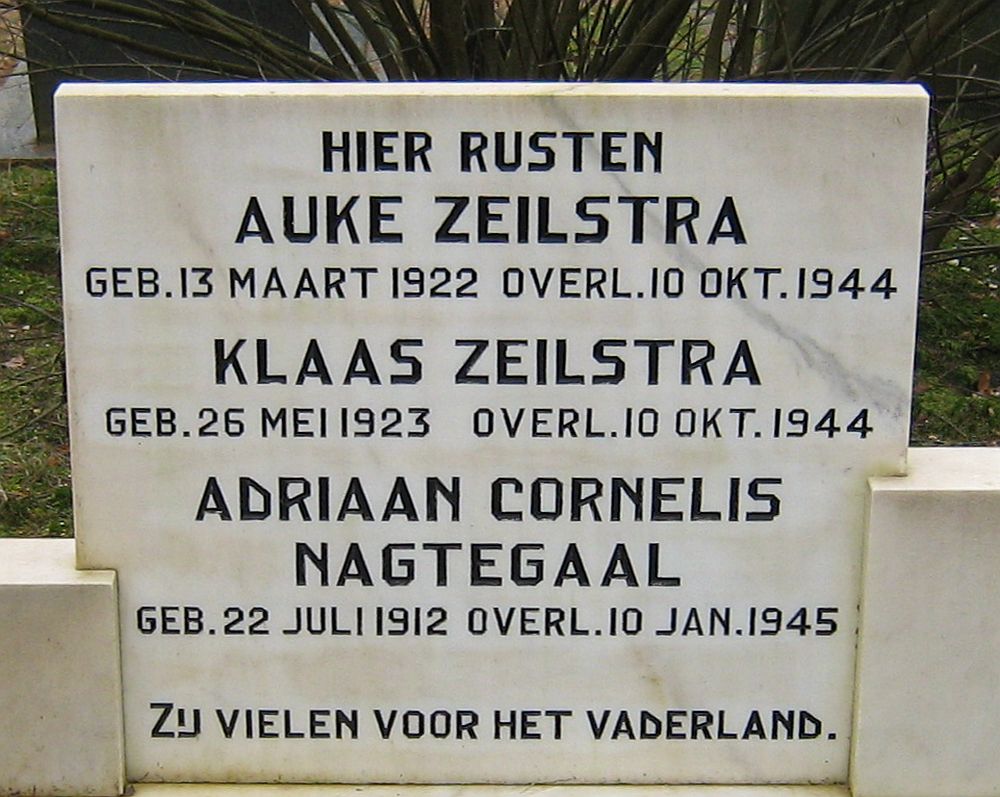 HIER RUSTEN
AUKE ZEILSTRA
GEB. 13 MAART 1922 OVERL. 10 OKT. 1944
KLAAS ZEILSTRA
GEB. 26 MEI 1923 OVERL. 10 OKT. 1944
ADRIAAN CORNELIS
NAGTEGAAL
GEB. 22 JULI 1912 OVERL. 10 JAN. 1945
ZIJ VIELEN VOOR HET VADERLAND.